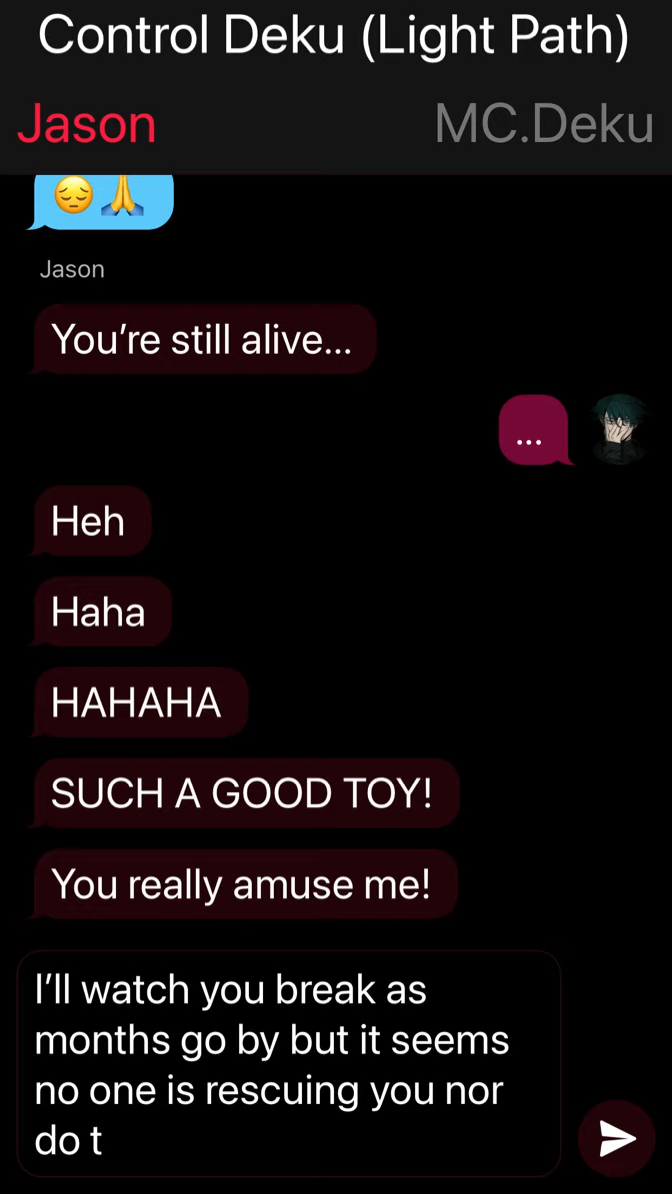 Control Deku (Light Path)
Jason MC.Deku
😔🙏
Jason
You’re still alive...
...
Heh
Haha
HAHAHA
SUCH A GOOD TOY!
You really amuse me!
I’ll watch you break as
months go by but it seems
no one is rescuing you nor
do t